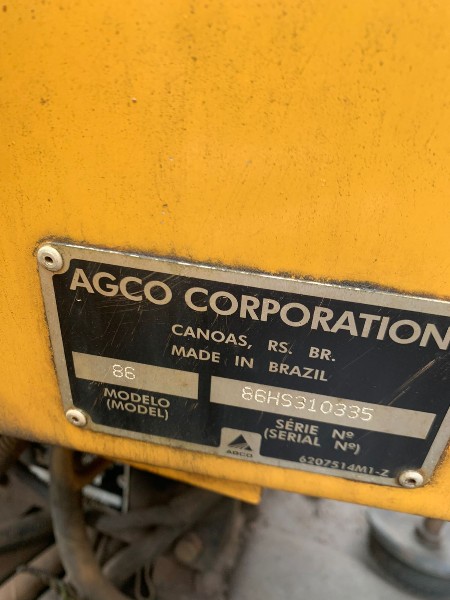 AGCO CORPORATION
CANOAS, RS. BR.
MADE IN BRAZIL
86
MODELO
(MODEL)
86HS310335
SÉRIE Nº
(SERIAL Nº)
AGCO
6207514M1-Z